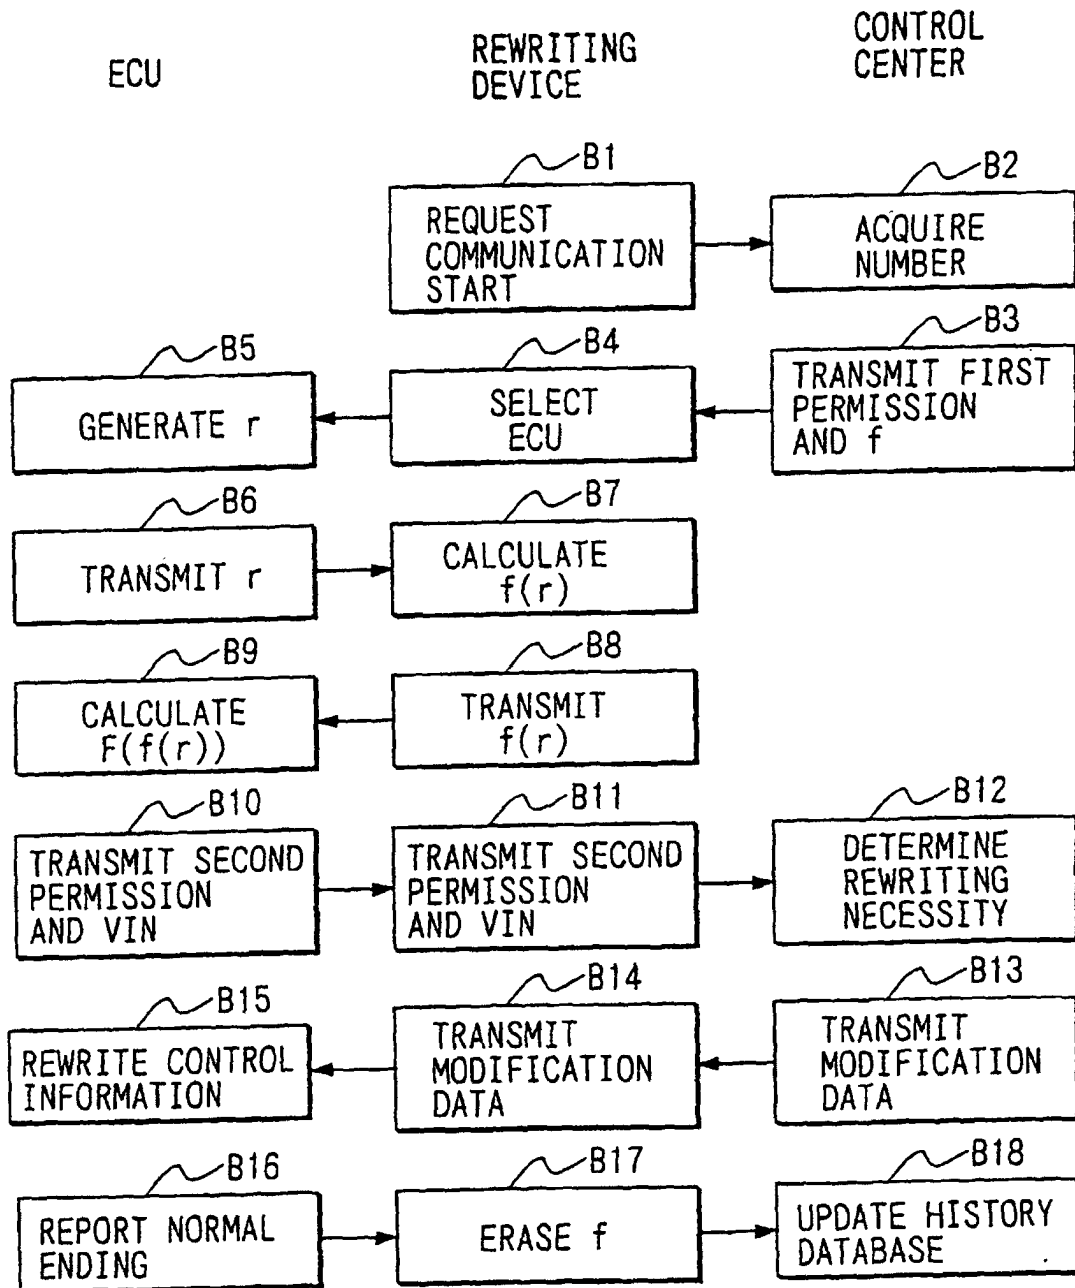 ECU
REWRITING
DEVICE
CONTROL
CENTER
B1
REQUEST
COMMUNICATION
START
B2
ACQUIRE
NUMBER
B5
GENERATE r
B4
SELECT
ECU
B3
TRANSMIT FIRST
PERMISSION
AND f
B6
TRANSMIT r
B7
CALCULATE
f(r)
B9
CALCULATE
F(f(r))
B8
TRANSMIT
f(r)
B10
TRANSMIT SECOND
PERMISSION
AND VIN
B11
TRANSMIT SECOND
PERMISSION
AND VIN
B12
DETERMINE
REWRITING
NECESSITY
B15
REWRITE CONTROL
INFORMATION
B14
TRANSMIT
MODIFICATION
DATA
B13
TRANSMIT
MODIFICATION
DATA
B16
REPORT NORMAL
ENDING
B17
ERASE f
B18
UPDATE HISTORY
DATABASE